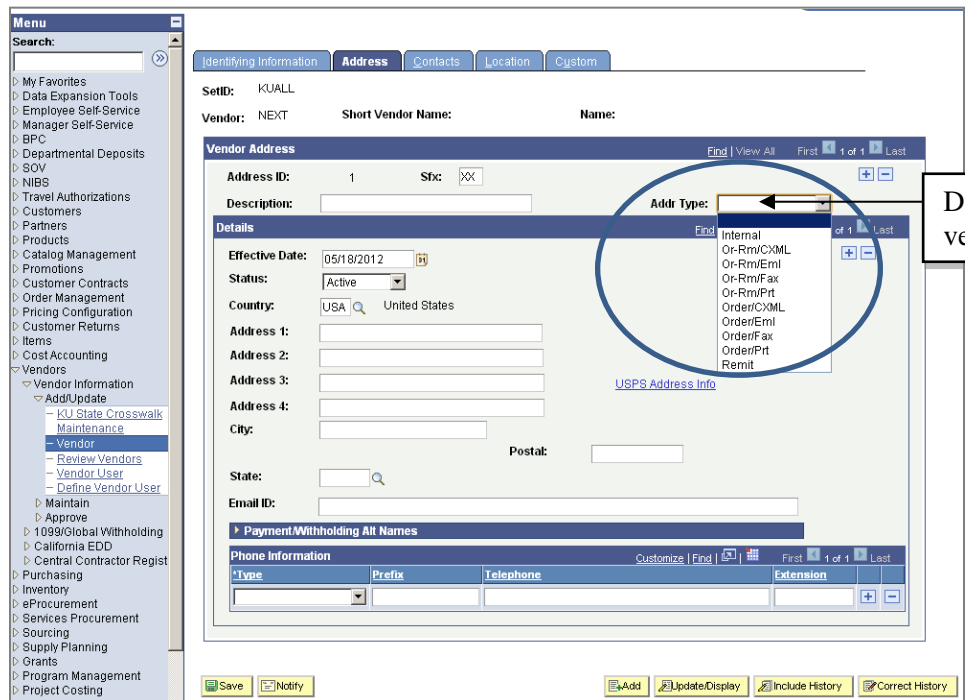 Menu
Search:
My Favorites
Data Expansion Tools
Employee Self-Service
Manager Self-Service
BPC
Departmental Deposits
SOV
NIBS
Travel Authorizations
Customers
Partners
Products
Catalog Management
Promotions
Customer Contracts
Order Management
Pricing Configuration
Customer Returns
Items
Cost Accounting
Vendors
Vendor Information
Add/Update
– KU State Crosswalk
Maintenance
– Vendor
– Review Vendors
– Vendor User
– Define Vendor User
Maintain
Approve
1099/Global Withholding
California EDD
Central Contractor Regist
Purchasing
Inventory
eProcurement
Services Procurement
Sourcing
Supply Planning
Grants
Program Management
Project Costing
Identifying Information Address Contacts Location Custom
SetID: KUALL
Vendor: NEXT Short Vendor Name: Name:
Vendor Address Find | View All First 1 of 1 Last
Address ID: 1 Sfx: XX
Description: Addr Type:
Internal
Or-Rm/CXML
Or-Rm/Eml
Or-Rm/Fax
Or-Rm/Prt
Order/CXML
Order/Eml
Order/Fax
Order/Prt
Remit
D
ve
Details Find of 1 Last
Effective Date: 05/18/2012
Status: Active
Country: USA United States
Address 1:
Address 2:
Address 3: USPS Address Info
Address 4:
City:
Postal:
State:
Email ID:
Payment/Withholding Alt Names
Phone Information Customize | Find | First 1 of 1 Last
*Type Prefix Telephone Extension
Save Notify Add Update/Display Include History Correct History